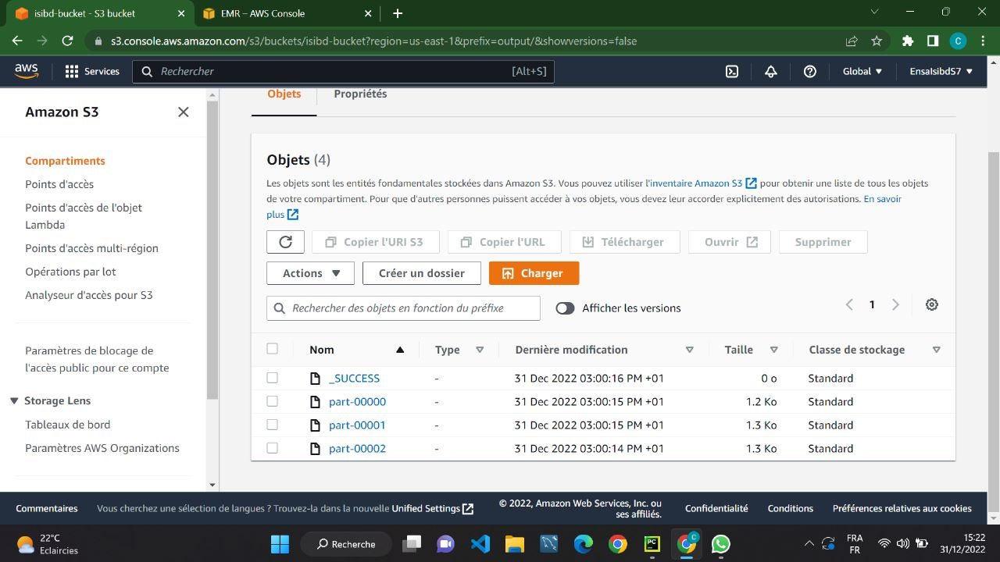 isibd-bucket - S3 bucket
EMR – AWS Console
s3.console.aws.amazon.com/s3/buckets/isibd-bucket?region=us-east-1&prefix=output/&showversions=false
C
aws
Services
Rechercher
[Alt+S]
Global
EnsaIsibdS7
Amazon S3
Compartiments
Points d'accès
Points d'accès de l'objet
Lambda
Points d'accès multi-région
Opérations par lot
Analyseur d'accès pour S3
Paramètres de blocage de
l'accès public pour ce compte
Storage Lens
Tableaux de bord
Paramètres AWS Organizations
Objets
Propriétés
Objets (4)
Les objets sont les entités fondamentales stockées dans Amazon S3. Vous pouvez utiliser l'inventaire Amazon S3 pour obtenir une liste de tous les objets
de votre compartiment. Pour que d'autres personnes puissent accéder à vos objets, vous devez leur accorder explicitement des autorisations. En savoir
plus
Copier l'URI S3
Copier l'URL
Télécharger
Ouvrir
Supprimer
Actions
Créer un dossier
Charger
Rechercher des objets en fonction du préfixe
Afficher les versions
1
Nom Type Dernière modification Taille Classe de stockage
_SUCCESS - 31 Dec 2022 03:00:16 PM +01 0 o Standard
part-00000 - 31 Dec 2022 03:00:15 PM +01 1.2 Ko Standard
part-00001 - 31 Dec 2022 03:00:15 PM +01 1.3 Ko Standard
part-00002 - 31 Dec 2022 03:00:14 PM +01 1.3 Ko Standard
Commentaires
Vous cherchez une sélection de langues ? Trouvez-la dans la nouvelle Unified Settings
© 2022, Amazon Web Services, Inc. ou
ses affiliés.
Confidentialité
Conditions
Préférences relatives aux cookies
22°C
Eclaircies
Recherche
PC
C
FRA
FR
15:22
31/12/2022